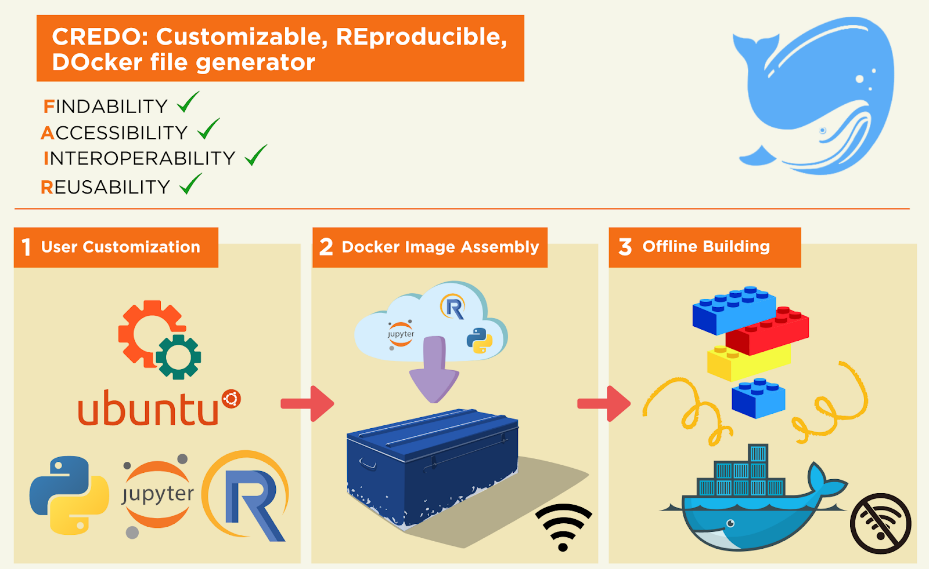 CREDO: Customizable, REproducible,
DOcker file generator
FINDABILITY
ACCESSIBILITY
INTEROPERABILITY
REUSABILITY
1 User Customization
ubuntu
jupyter
R
2 Docker Image Assembly
R
jupyter
3 Offline Building